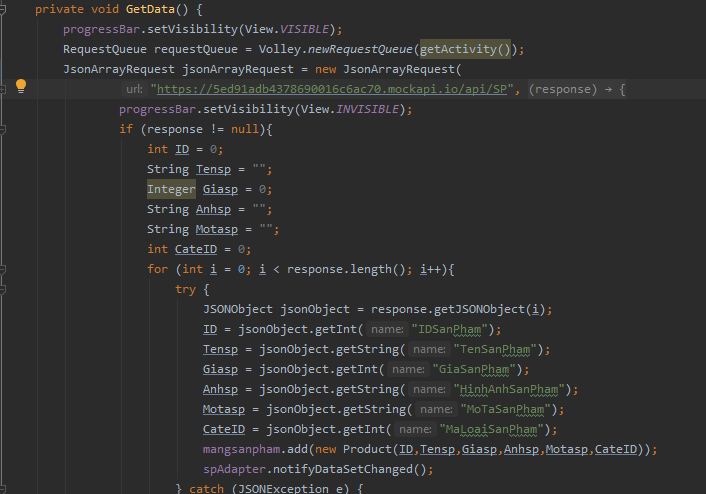 private void GetData() {
progressBar.setVisibility(View.VISIBLE);
RequestQueue requestQueue = Volley.newRequestQueue(getActivity());
JsonArrayRequest jsonArrayRequest = new JsonArrayRequest(
url: "https://5ed91adb4378690016c6ac70.mockapi.io/api/SP", (response) → {
progressBar.setVisibility(View.INVISIBLE);
if (response != null){
int ID = 0;
String Tensp = "";
Integer Giasp = 0;
String Anhsp = "";
String Motasp = "";
int CateID = 0;
for (int i = 0; i < response.length(); i++){
try {
JSONObject jsonObject = response.getJSONObject(i);
ID = jsonObject.getInt( name: "IDSanPham");
Tensp = jsonObject.getString( name: "TenSanPham");
Giasp = jsonObject.getInt( name: "GiaSanPham");
Anhsp = jsonObject.getString( name: "HinhAnhSanPham");
Motasp = jsonObject.getString( name: "MoTaSanPham");
CateID = jsonObject.getInt( name: "MaLoaiSanPham");
mangsanpham.add(new Product(ID,Tensp,Giasp,Anhsp,Motasp,CateID));
spAdapter.notifyDataSetChanged();
} catch (JSONException e) {